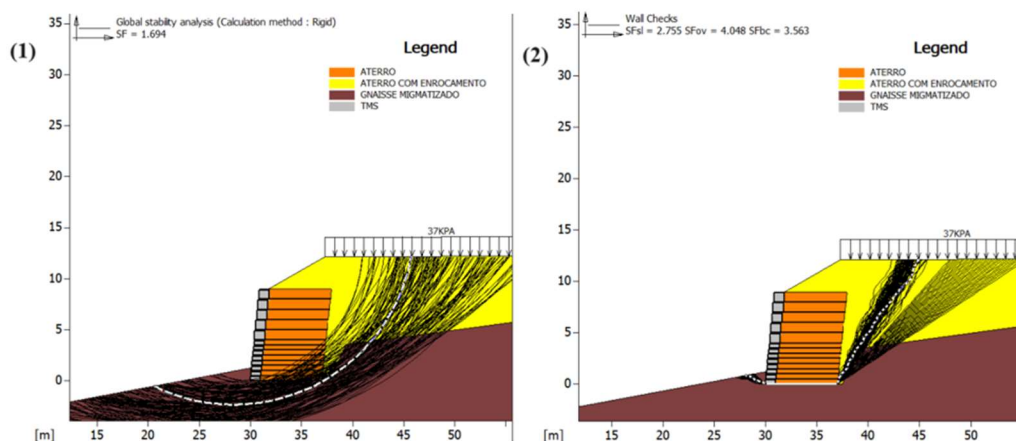 (1)
35
Global stability analysis (Calculation method : Rigid)
SF = 1.694
Legend
ATERRO
ATERRO COM ENROCAMENTO
GNAISSE MIGMATIZADO
TMS
30
25
20
15
37KPA
10
5
0
[m]
15 20 25 30 35 40 45 50
(2)
35
Wall Checks
SFsl = 2.755 SFov = 4.048 SFbc = 3.563
Legend
ATERRO
ATERRO COM ENROCAMENTO
GNAISSE MIGMATIZADO
TMS
30
25
20
15
37KPA
10
5
0
[m]
15 20 25 30 35 40 45 50